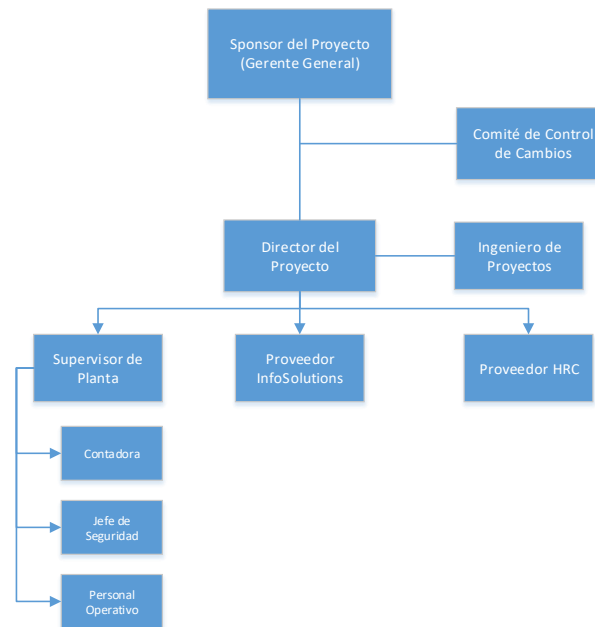 Sponsor del Proyecto
(Gerente General)
Comité de Control
de Cambios
Director del
Proyecto
Ingeniero de
Proyectos
Supervisor de
Planta
Proveedor
InfoSolutions
Proveedor HRC
Contadora
Jefe de
Seguridad
Personal
Operativo